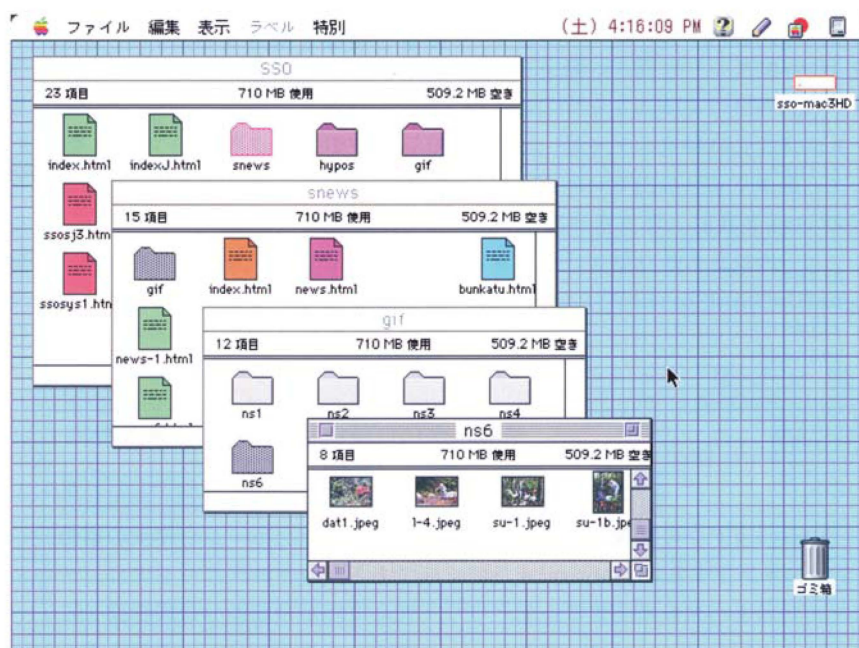 ファイル 編集 表示 ラベル 特別 (土) 4:16:09 PM
sso-mac3HD
SSO
23 項目 710 MB 使用 509.2 MB 空き
index.html indexJ.html snews hypos gif
ssosj3.htm
ssosys1.htm
snews
15 項目 710 MB 使用 509.2 MB 空き
gif index.html news.html bunkatu.html
news-1.html
gif
12 項目 710 MB 使用 509.2 MB 空き
ns1 ns2 ns3 ns4
ns6
ns6
8 項目 710 MB 使用 509.2 MB 空き
dat1.jpeg 1-4.jpeg su-1.jpeg su-1b.jpe
ゴミ箱